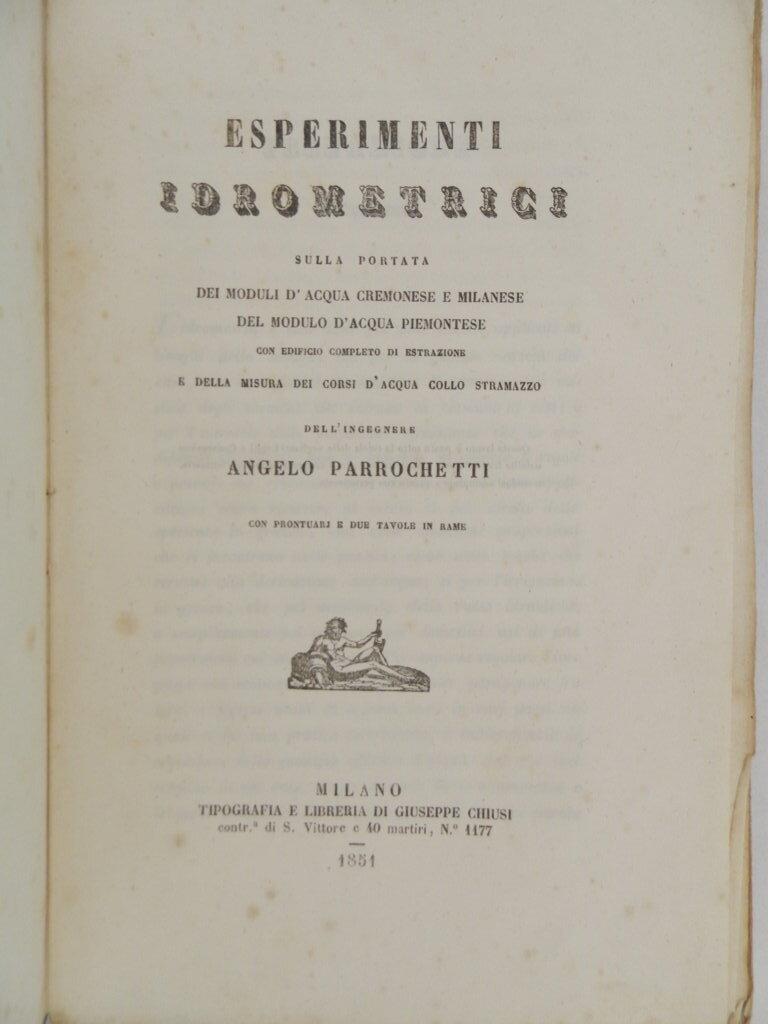 ESPERIMENTI
IDROMETRICI
SULLA PORTATA
DEI MODULI D'ACQUA CREMONESE E MILANESE
DEL MODULO D'ACQUA PIEMONTESE
CON EDIFICIO COMPLETO DI ESTRAZIONE
E DELLA MISURA DEI CORSI D'ACQUA COLLO STRAMAZZO
DELL'INGEGNERE
ANGELO PARROCHETTI
CON PRONTUARJ E DUE TAVOLE IN RAME
MILANO
TIPOGRAFIA E LIBRERIA DI GIUSEPPE CHIUSI
contr.ª di S. Vittore e 40 martiri, N.º 1177
1851